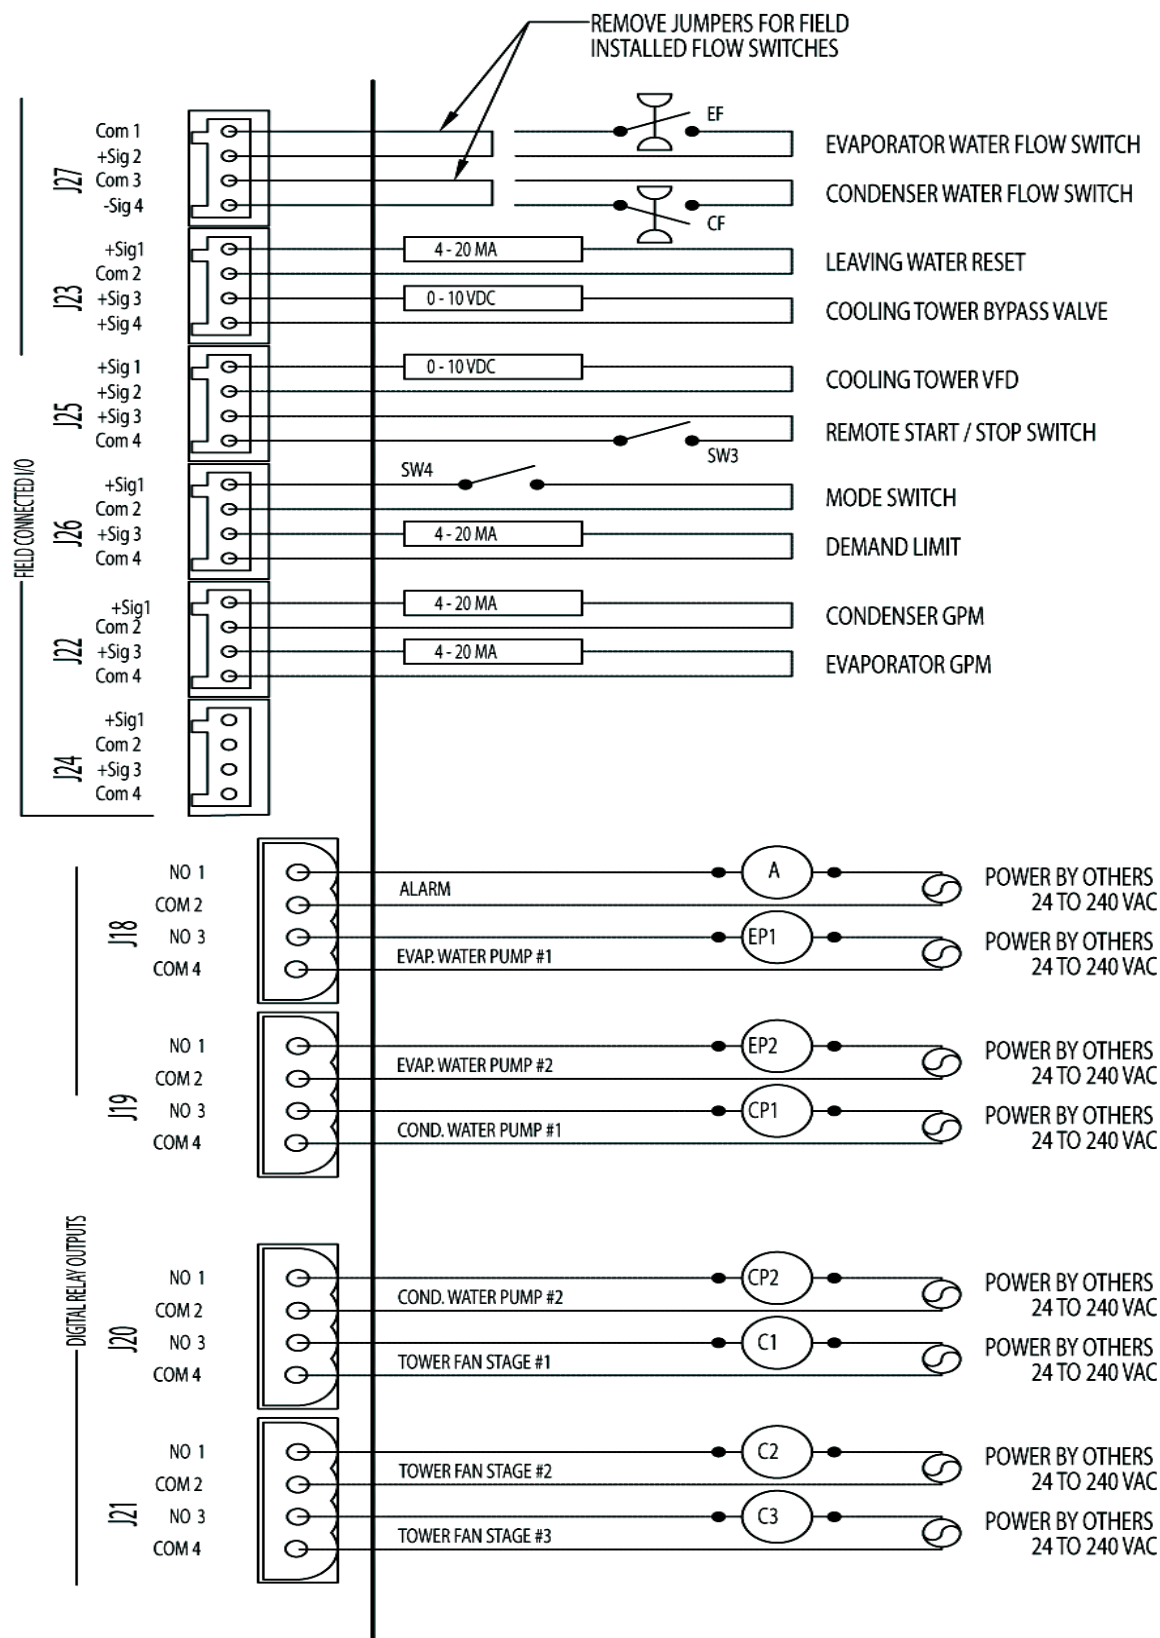 REMOVE JUMPERS FOR FIELD
INSTALLED FLOW SWITCHES
FIELD CONNECTED I/O
J27
Com 1
+Sig 2
Com 3
-Sig 4
EF
EVAPORATOR WATER FLOW SWITCH
CONDENSER WATER FLOW SWITCH
CF
J23
+Sig1
Com 2
+Sig 3
+Sig 4
4 - 20 MA
LEAVING WATER RESET
0 - 10 VDC
COOLING TOWER BYPASS VALVE
J25
+Sig 1
+Sig 2
+Sig 3
Com 4
0 - 10 VDC
COOLING TOWER VFD
REMOTE START / STOP SWITCH
SW3
J26
+Sig1
Com 2
+Sig 3
Com 4
SW4
MODE SWITCH
4 - 20 MA
DEMAND LIMIT
J22
+Sig1
Com 2
+Sig 3
Com 4
4 - 20 MA
CONDENSER GPM
4 - 20 MA
EVAPORATOR GPM
J24
+Sig1
Com 2
+Sig 3
Com 4
DIGITAL RELAY OUTPUTS
J18
NO 1
COM 2
NO 3
COM 4
ALARM
A
POWER BY OTHERS
24 TO 240 VAC
EVAP. WATER PUMP #1
EP1
POWER BY OTHERS
24 TO 240 VAC
J19
NO 1
COM 2
NO 3
COM 4
EVAP. WATER PUMP #2
EP2
POWER BY OTHERS
24 TO 240 VAC
COND. WATER PUMP #1
CP1
POWER BY OTHERS
24 TO 240 VAC
J20
NO 1
COM 2
NO 3
COM 4
COND. WATER PUMP #2
CP2
POWER BY OTHERS
24 TO 240 VAC
TOWER FAN STAGE #1
C1
POWER BY OTHERS
24 TO 240 VAC
J21
NO 1
COM 2
NO 3
COM 4
TOWER FAN STAGE #2
C2
POWER BY OTHERS
24 TO 240 VAC
TOWER FAN STAGE #3
C3
POWER BY OTHERS
24 TO 240 VAC